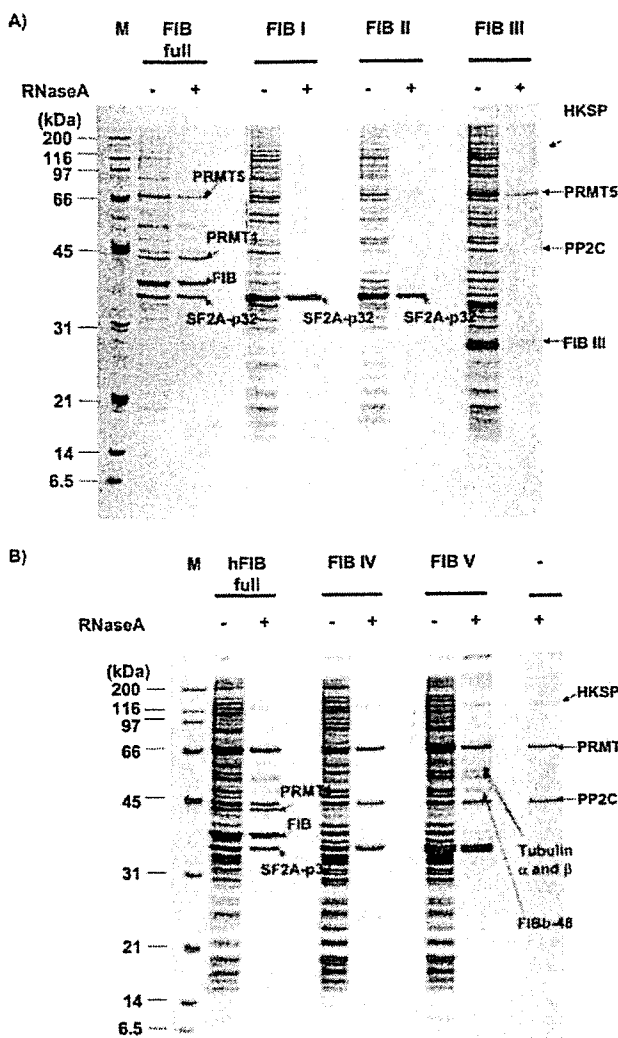 A)
M FIB full FIB I FIB II FIB III
RNaseA - + - + - + - +
(kDa) HKSP
200
116
97
PRMT5
66 PRMT5
PRMT1
45 PP2C
FIB
SF2A-p32 SF2A-p32 SF2A-p32
31
FIB III
21
14
6.5
B)
M hFIB full FIB IV FIB V -
RNaseA - + - + - + +
(kDa)
200 HKSP
116
97
66 PRMT
45 PP2C
PRMT1
FIB
SF2A-p3
Tubulin
α and β
31
FIBb-48
21
14
6.5